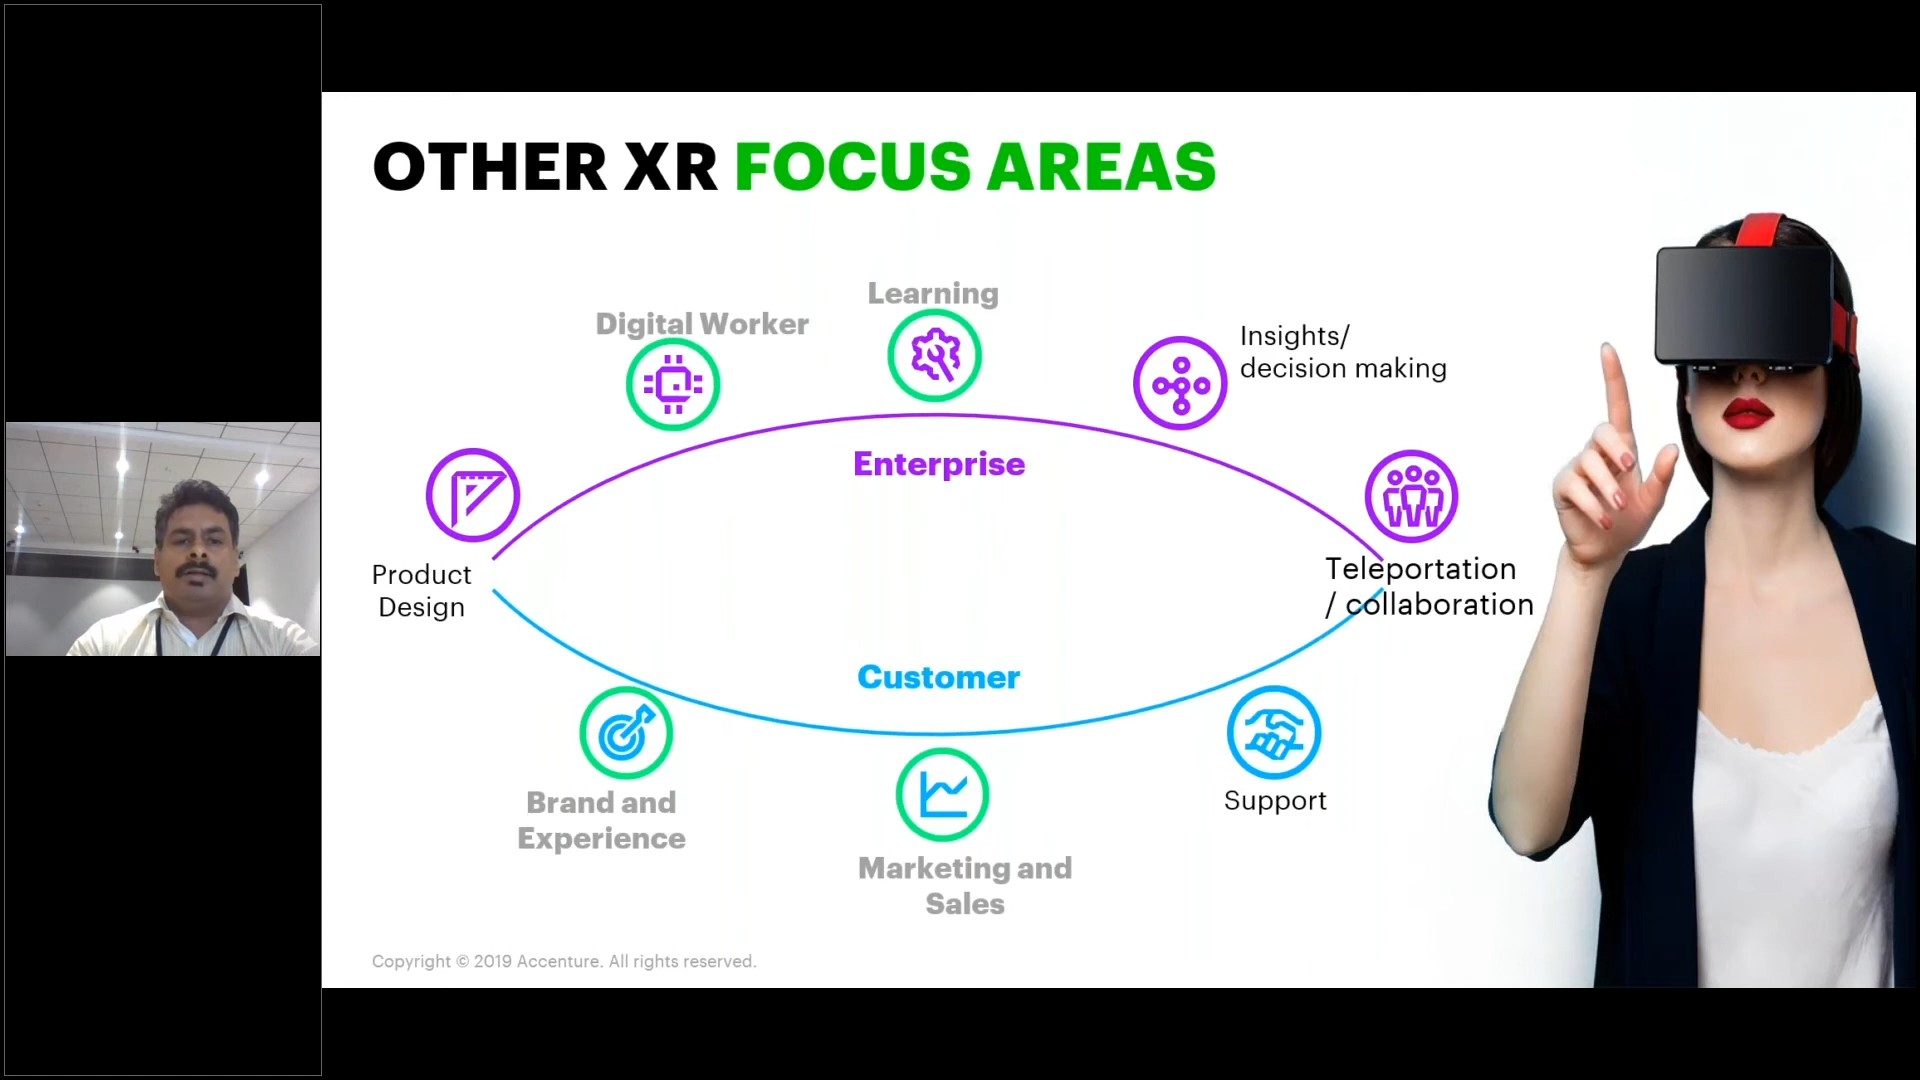 OTHER XR FOCUS AREAS
Learning
Digital Worker
Insights/
decision making
Enterprise
Product
Design
Teleportation
/ collaboration
Customer
Brand and
Experience
Support
Marketing and
Sales
Copyright © 2019 Accenture. All rights reserved.